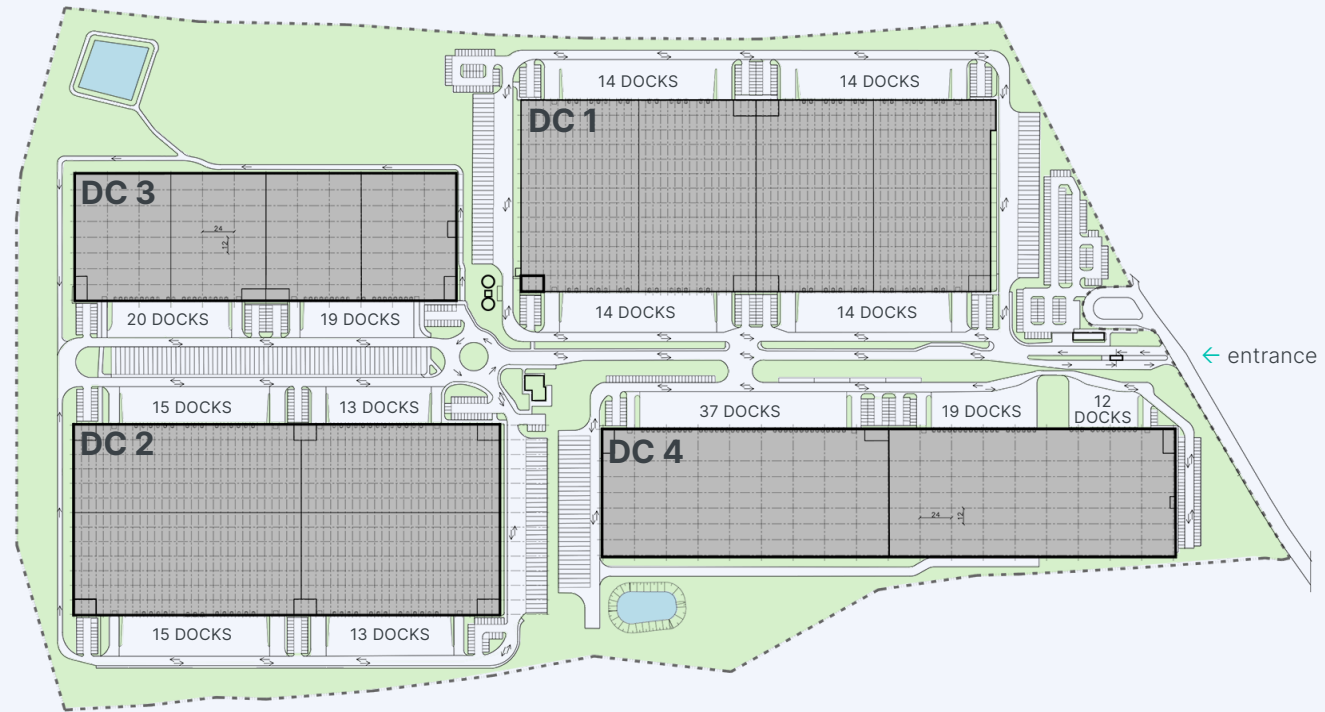 14 DOCKS
14 DOCKS
DC 1
DC 3
24
12
14 DOCKS
14 DOCKS
20 DOCKS
19 DOCKS
← entrance
15 DOCKS
13 DOCKS
37 DOCKS
19 DOCKS
12
DOCKS
DC 2
DC 4
24
12
15 DOCKS
13 DOCKS